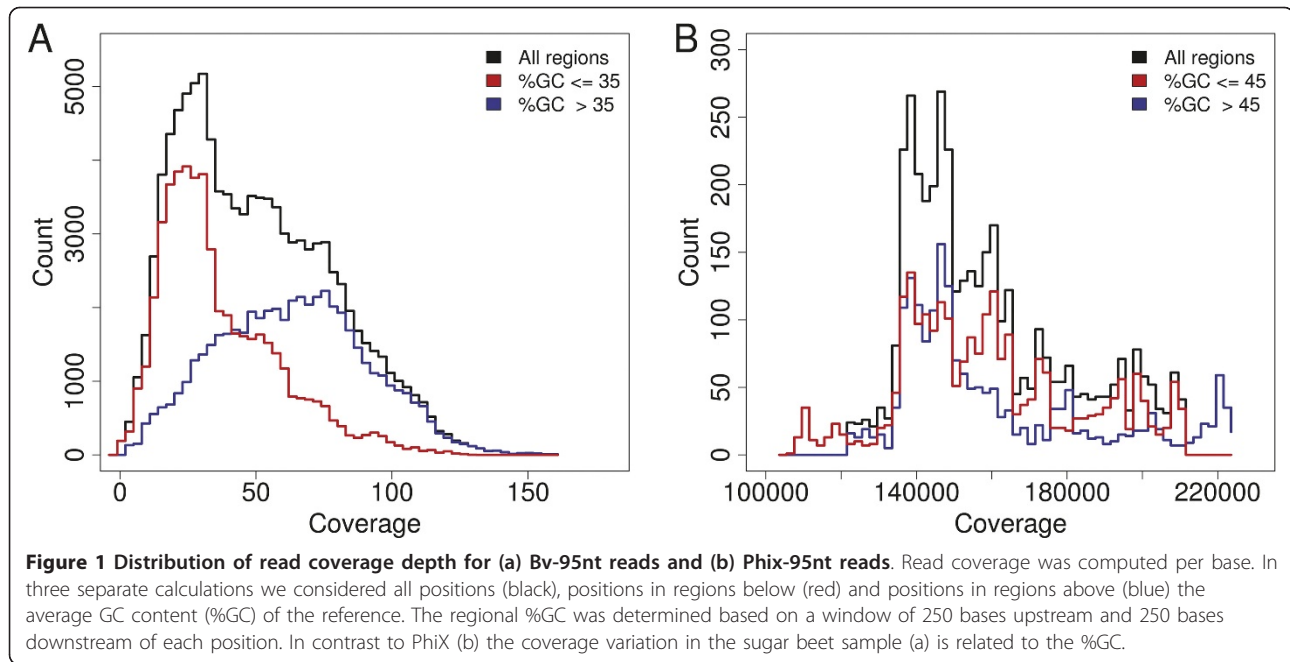 A
All regions
%GC <= 35
%GC > 35
5000
3000
1000
0
Count
0
50
100
150
Coverage
B
All regions
%GC <= 45
%GC > 45
300
250
200
150
100
50
0
Count
100000
140000
180000
220000
Coverage
Figure 1 Distribution of read coverage depth for (a) Bv-95nt reads and (b) Phix-95nt reads. Read coverage was computed per base. In
three separate calculations we considered all positions (black), positions in regions below (red) and positions in regions above (blue) the
average GC content (%GC) of the reference. The regional %GC was determined based on a window of 250 bases upstream and 250 bases
downstream of each position. In contrast to PhiX (b) the coverage variation in the sugar beet sample (a) is related to the %GC.